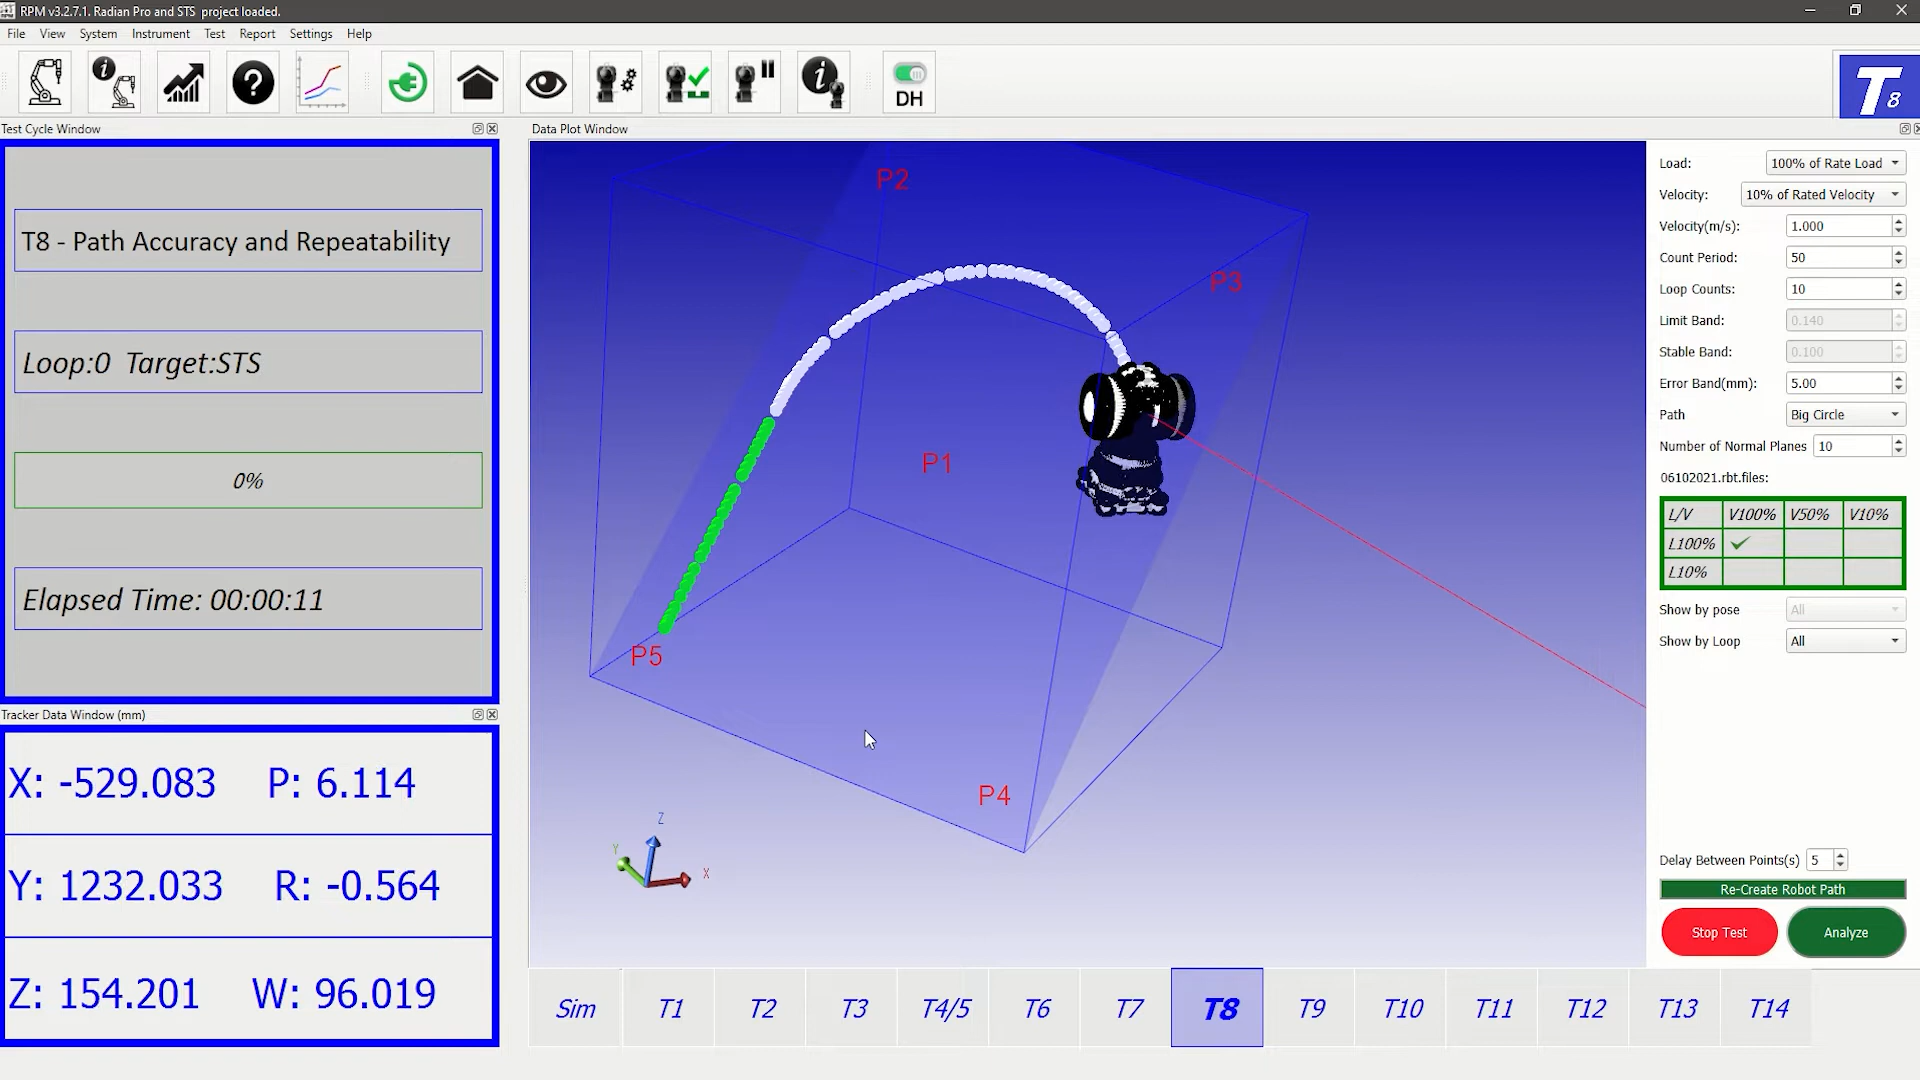 RPM v3.2.7.1. Radian Pro and STS project loaded.
File View System Instrument Test Report Settings Help
DH
T8
Test Cycle Window
Data Plot Window
T8 - Path Accuracy and Repeatability
Loop:0 Target:STS
0%
Elapsed Time: 00:00:11
Tracker Data Window (mm)
X: -529.083 P: 6.114
Y: 1232.033 R: -0.564
Z: 154.201 W: 96.019
P2
P3
P1
P5
P4
Z
Y
X
Load: 100% of Rate Load
Velocity: 10% of Rated Velocity
Velocity(m/s): 1.000
Count Period: 50
Loop Counts: 10
Limit Band: 0.140
Stable Band: 0.100
Error Band(mm): 5.00
Path Big Circle
Number of Normal Planes 10
06102021.rbt.files:
L/V V100% V50% V10%
L100%
L10%
Show by pose All
Show by Loop All
Delay Between Points(s) 5
Re-Create Robot Path
Stop Test Analyze
Sim T1 T2 T3 T4/5 T6 T7 T8 T9 T10 T11 T12 T13 T14